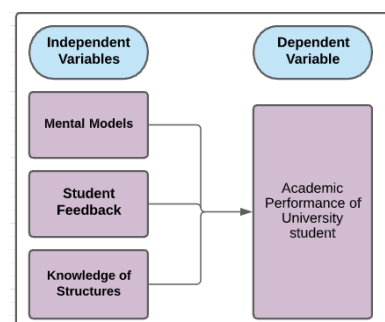 Independent
Variables
Dependent
Variable
Mental Models
Student
Feedback
Knowledge of
Structures
Academic
Performance of
University
student